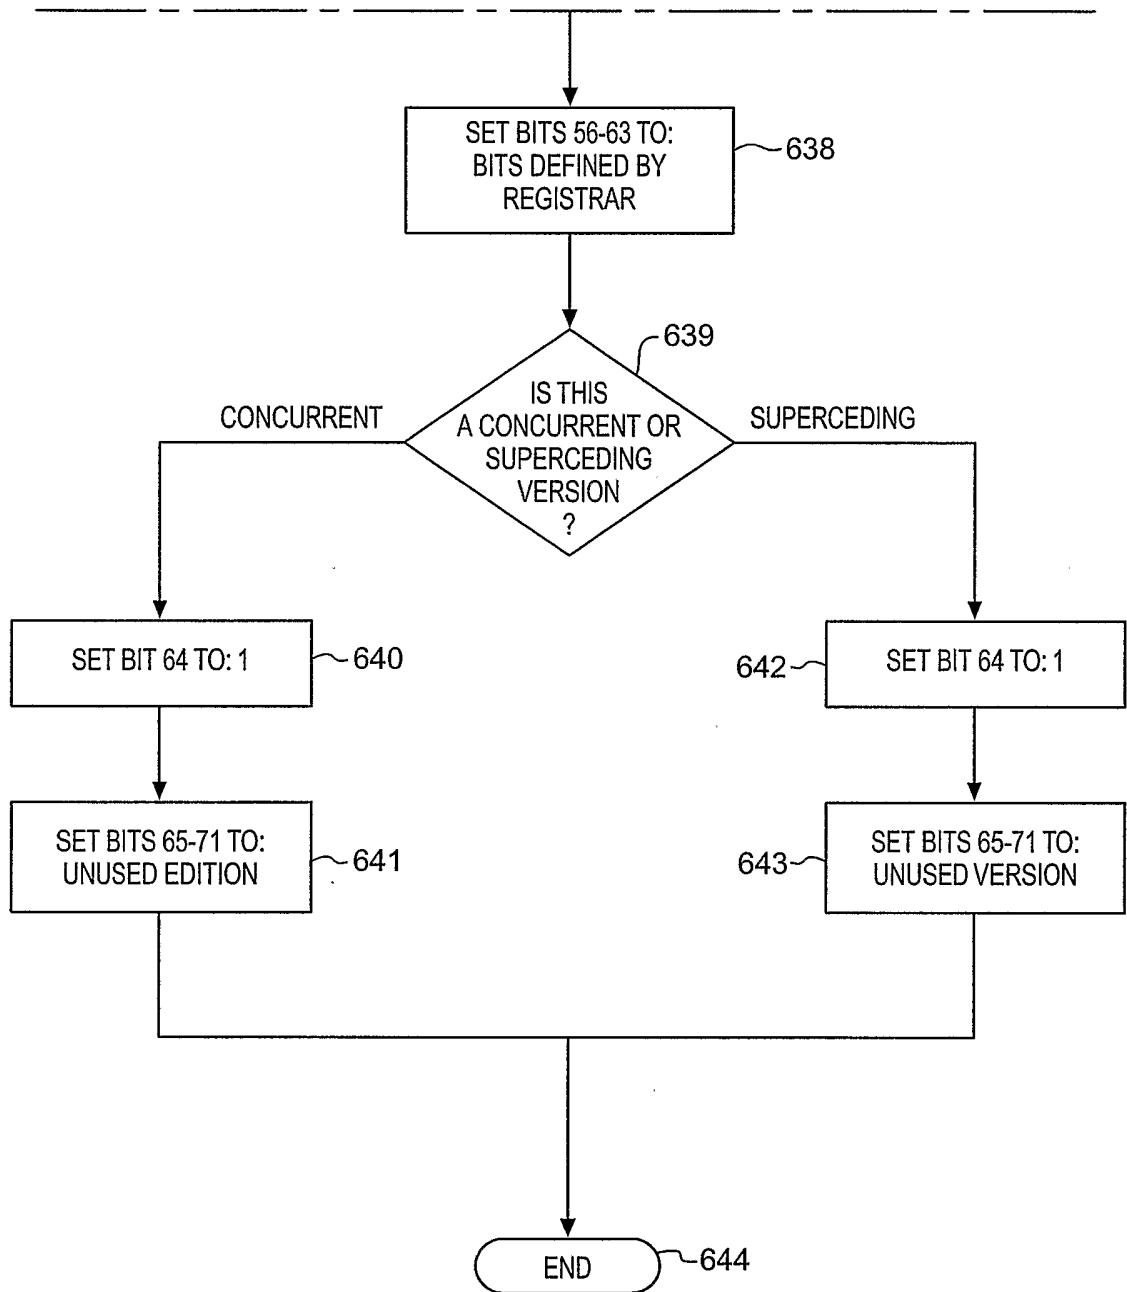 SET BITS 56-63 TO:
BITS DEFINED BY
REGISTRAR
638
639
IS THIS
A CONCURRENT OR
SUPERCEDING
VERSION
?
CONCURRENT
SUPERCEDING
SET BIT 64 TO: 1
640
642
SET BIT 64 TO: 1
SET BITS 65-71 TO:
UNUSED EDITION
641
643
SET BITS 65-71 TO:
UNUSED VERSION
END
644